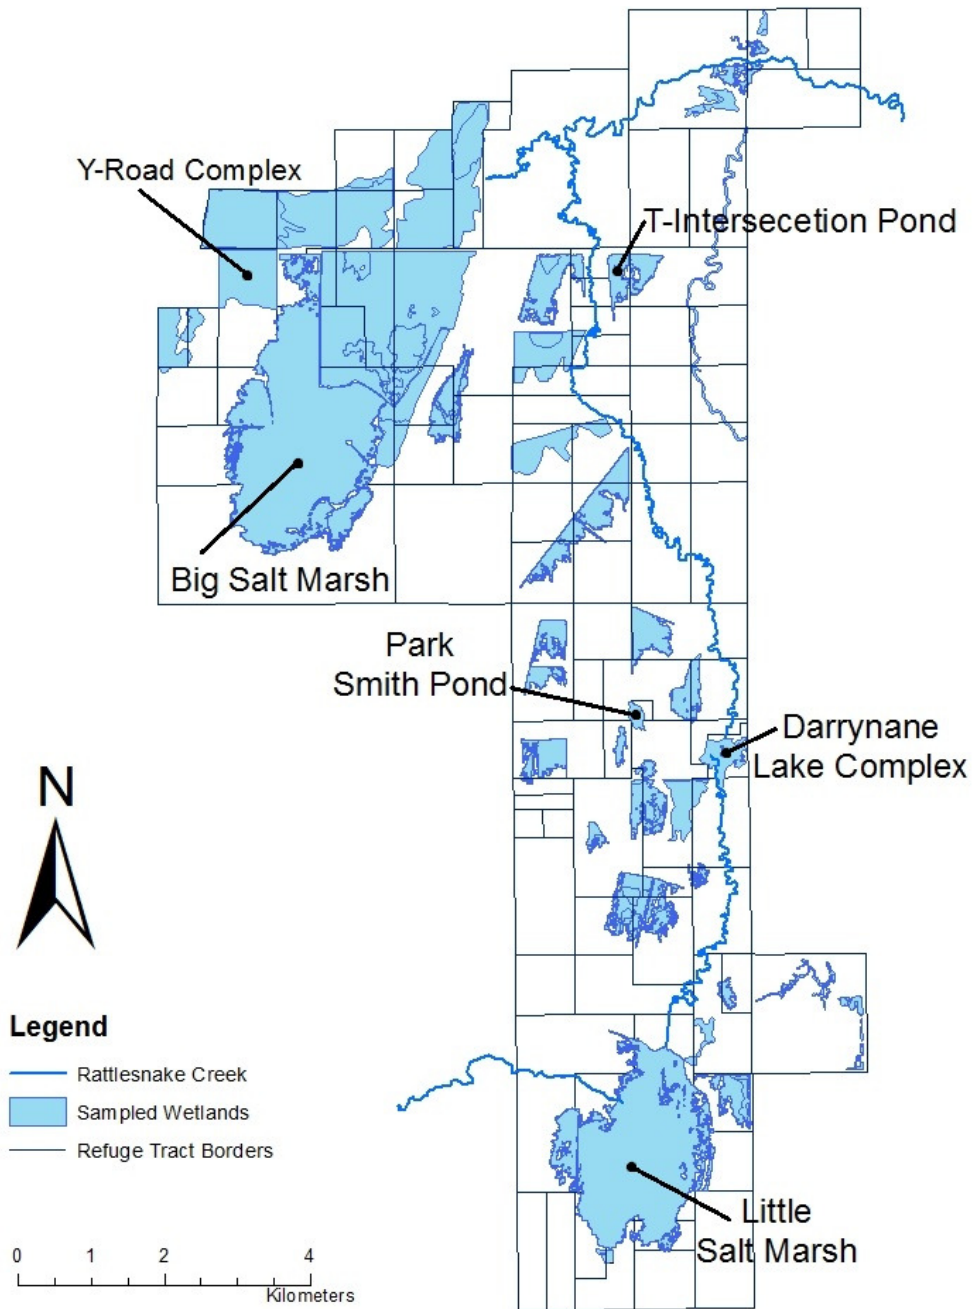 Y-Road Complex
T-Intersecetion Pond
Big Salt Marsh
Park
Smith Pond
Darrynane
Lake Complex
N
Legend
Rattlesnake Creek
Sampled Wetlands
Refuge Tract Borders
Little
Salt Marsh
0 1 2 4
Kilometers